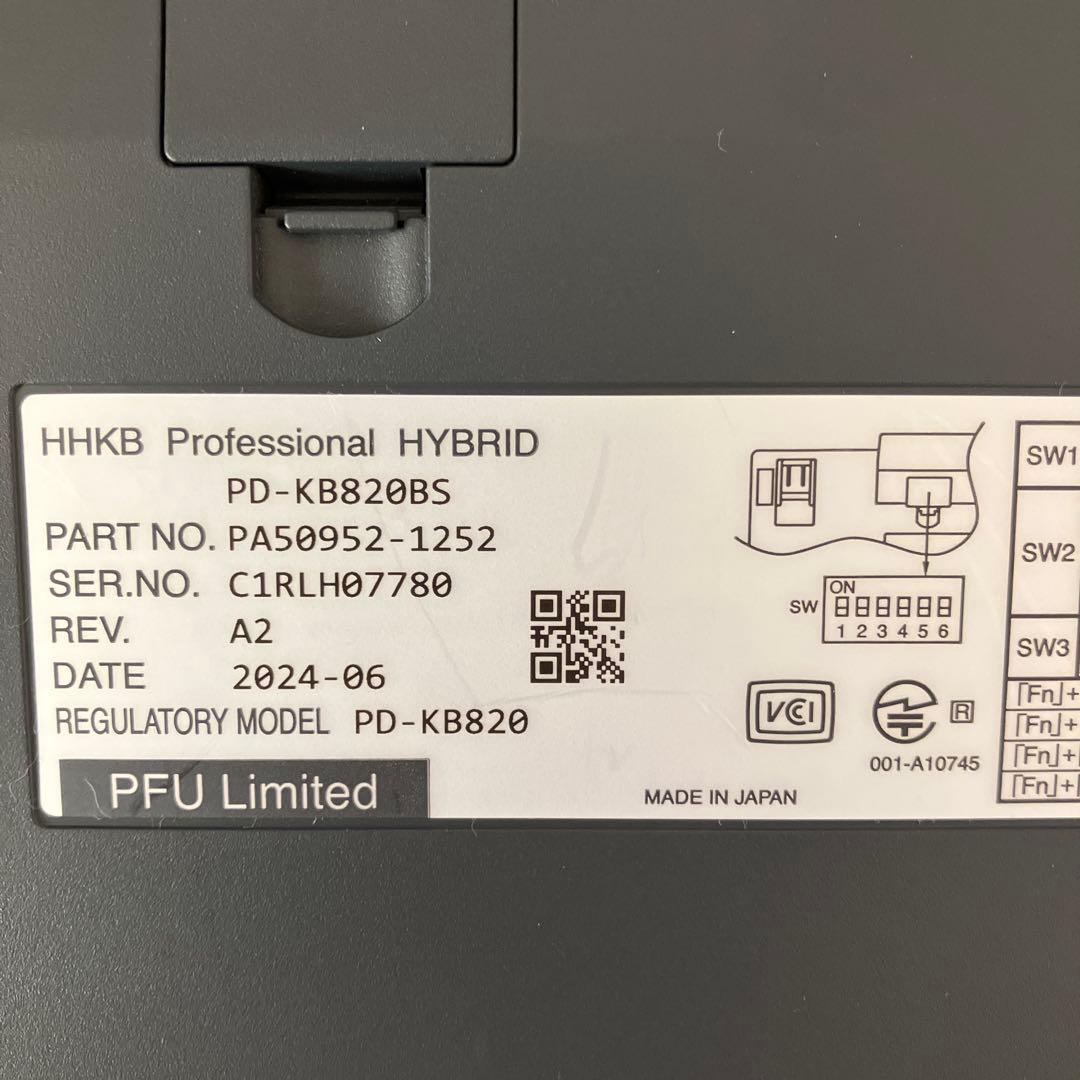 HHKB Professional HYBRID
PD-KB820BS
PART NO. PA50952-1252
SER.NO. C1RLH07780
REV. A2
DATE 2024-06
REGULATORY MODEL PD-KB820
PFU Limited
SW
ON
1 2 3 4 5 6
VCCI
R
001-A10745
MADE IN JAPAN
SW1
SW2
SW3
「Fn」+
「Fn」+
「Fn」+
「Fn」+